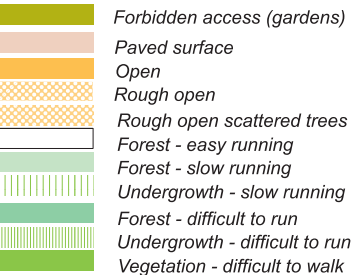 Forbidden access (gardens)
Paved surface
Open
Rough open
Rough open scattered trees
Forest - easy running
Forest - slow running
Undergrowth - slow running
Forest - difficult to run
Undergrowth - difficult to run
Vegetation - difficult to walk